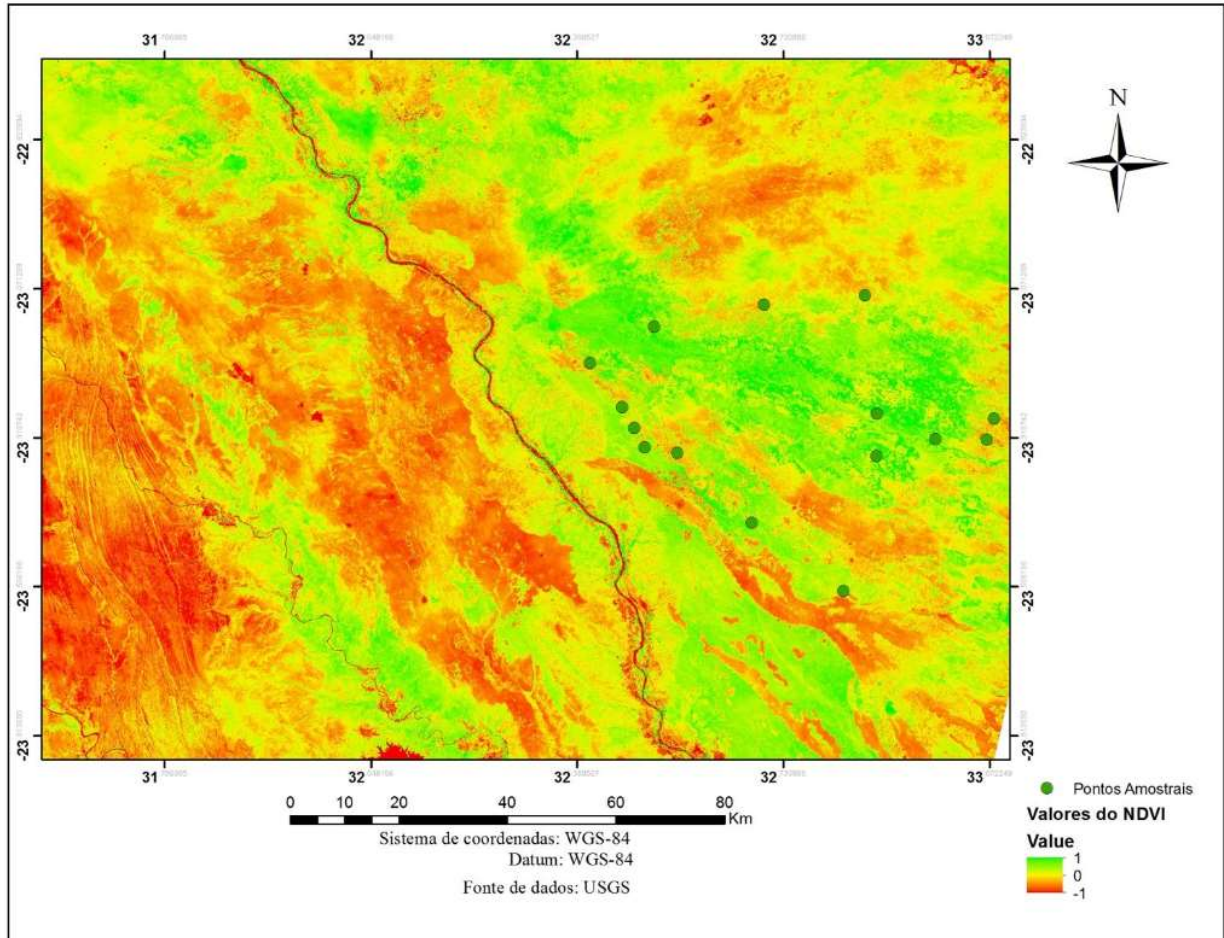 31 32 32 32 33
N
-22 -22
-23 -23
-23 -23
-23 -23
-23 -23
31 32 32 32 33
Pontos Amostrais
Valores do NDVI
Value
1
0
-1
0 10 20 40 60 80
Km
Sistema de coordenadas: WGS-84
Datum: WGS-84
Fonte de dados: USGS